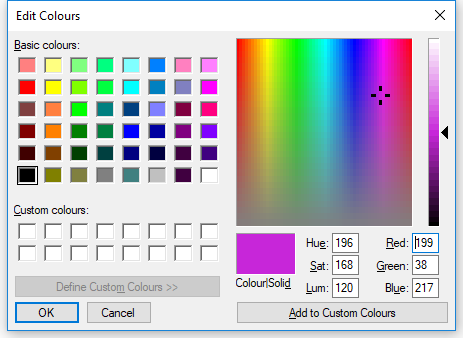 Edit Colours
Basic colours:
Custom colours:
Define Custom Colours >>
OK Cancel
Colour|Solid
Hue: 196 Red: 199
Sat: 168 Green: 38
Lum: 120 Blue: 217
Add to Custom Colours